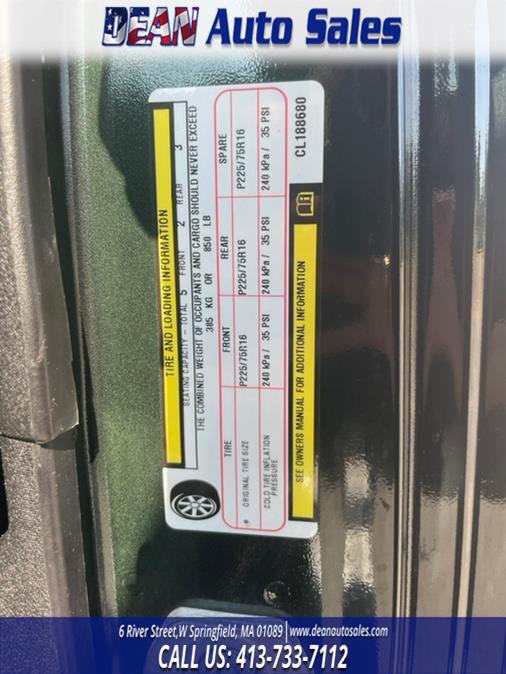 DEAN Auto Sales
TIRE AND LOADING INFORMATION
SEATING CAPACITY - TOTAL 5 FRONT 2 REAR 3
THE COMBINED WEIGHT OF OCCUPANTS AND CARGO SHOULD NEVER EXCEED
385 KG OR 850 LB
TIRE FRONT REAR SPARE
# ORIGINAL TIRE SIZE P225/75R16 P225/75R16 P225/75R16
COLD TIRE INFLATION PRESSURE 240 kPa / 35 PSI 240 kPa / 35 PSI 240 kPa / 35 PSI
SEE OWNERS MANUAL FOR ADDITIONAL INFORMATION
CL188680
6 River Street,W Springfield, MA 01089 | www.deanautosales.com
CALL US: 413-733-7112